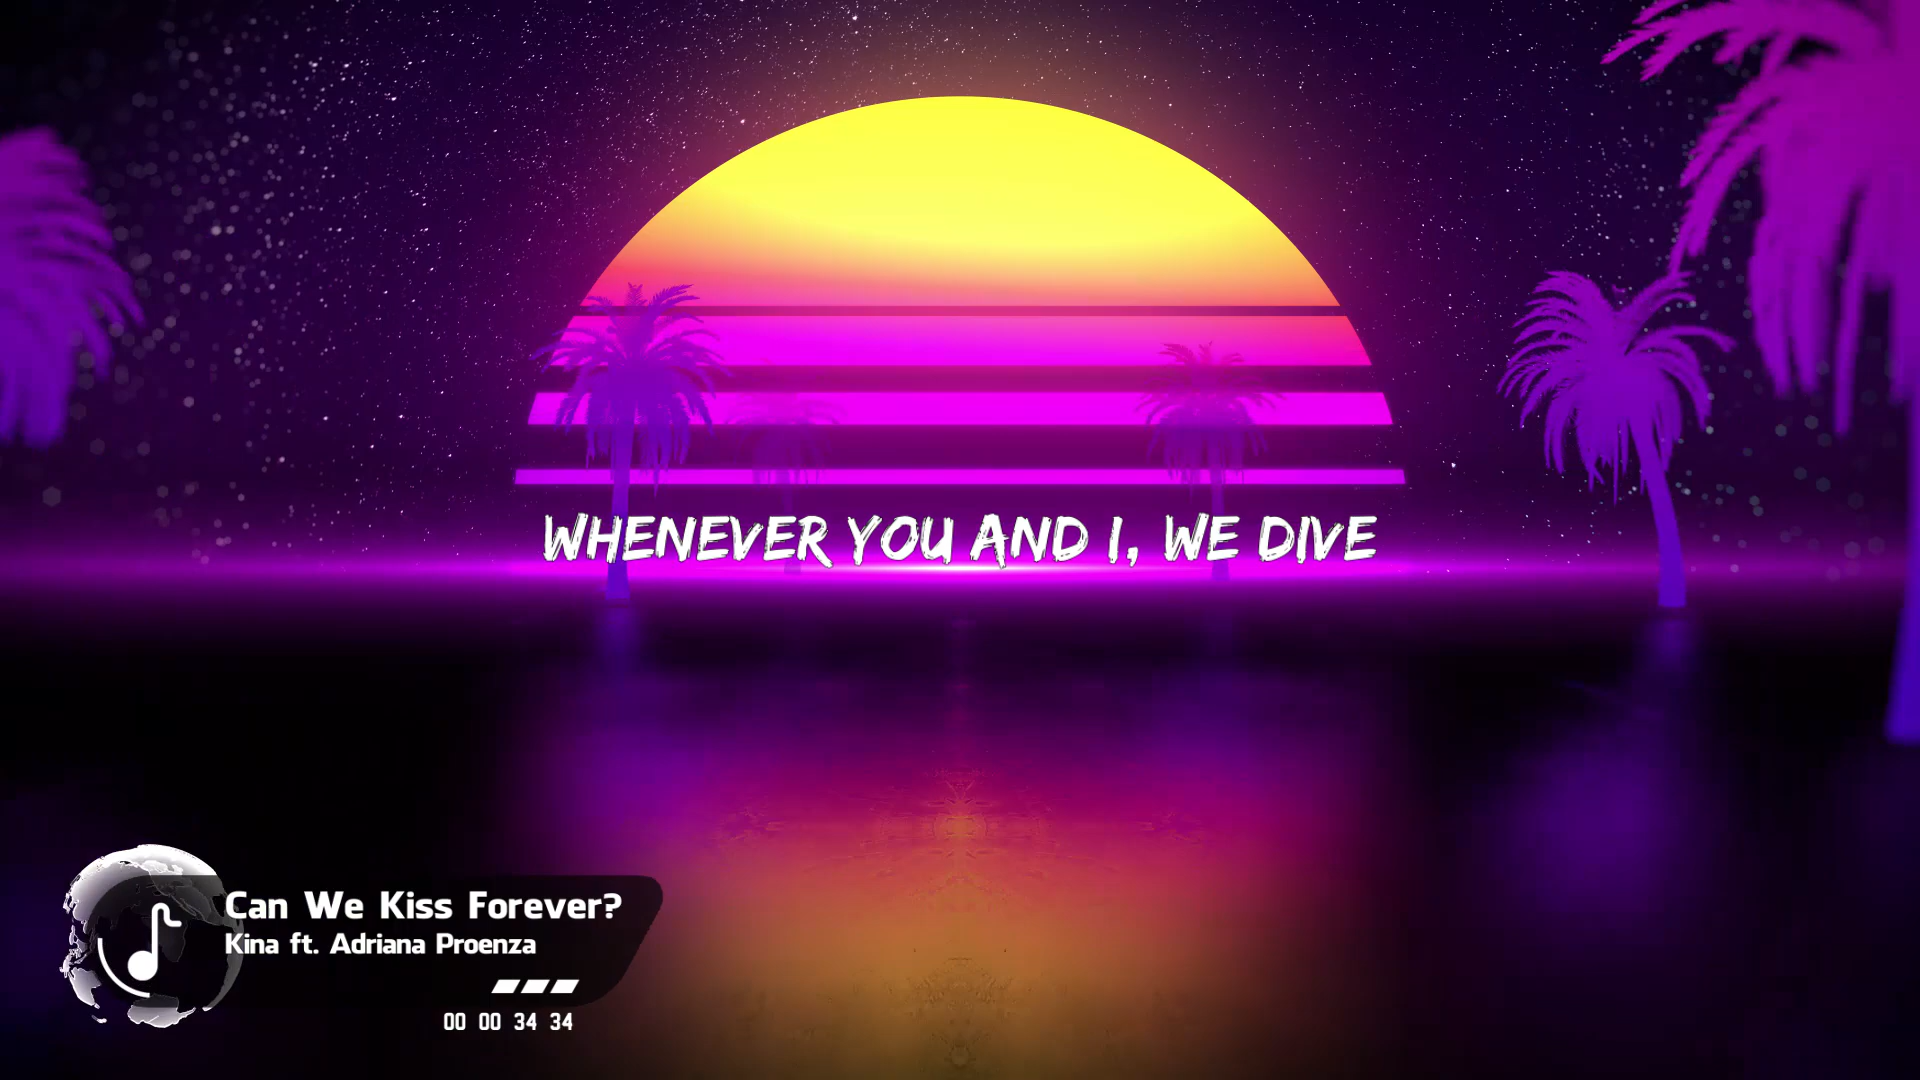 WHENEVER YOU AND I, WE DIVE
Can We Kiss Forever?
Kina ft. Adriana Proenza
00 00 34 34